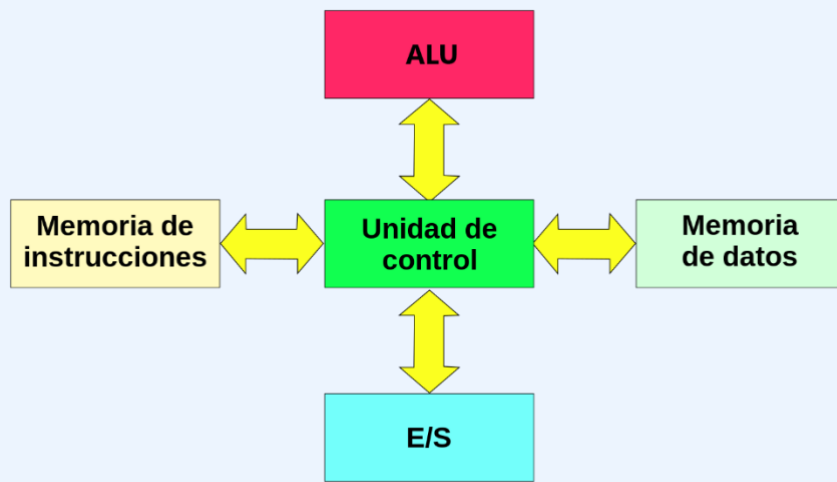 ALU
Memoria de
instrucciones
Unidad de
control
Memoria
de datos
E/S